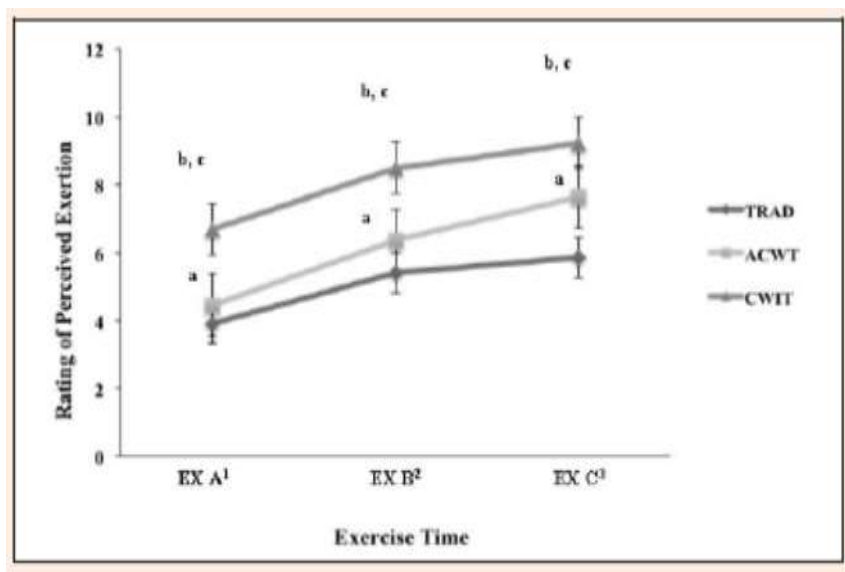 12
10
8
6
4
2
0
Rating of Perceived Exertion
b, c
b, c
b, c
a
a
a
EX A¹
EX B²
EX C³
Exercise Time
TRAD
ACWT
CWIT